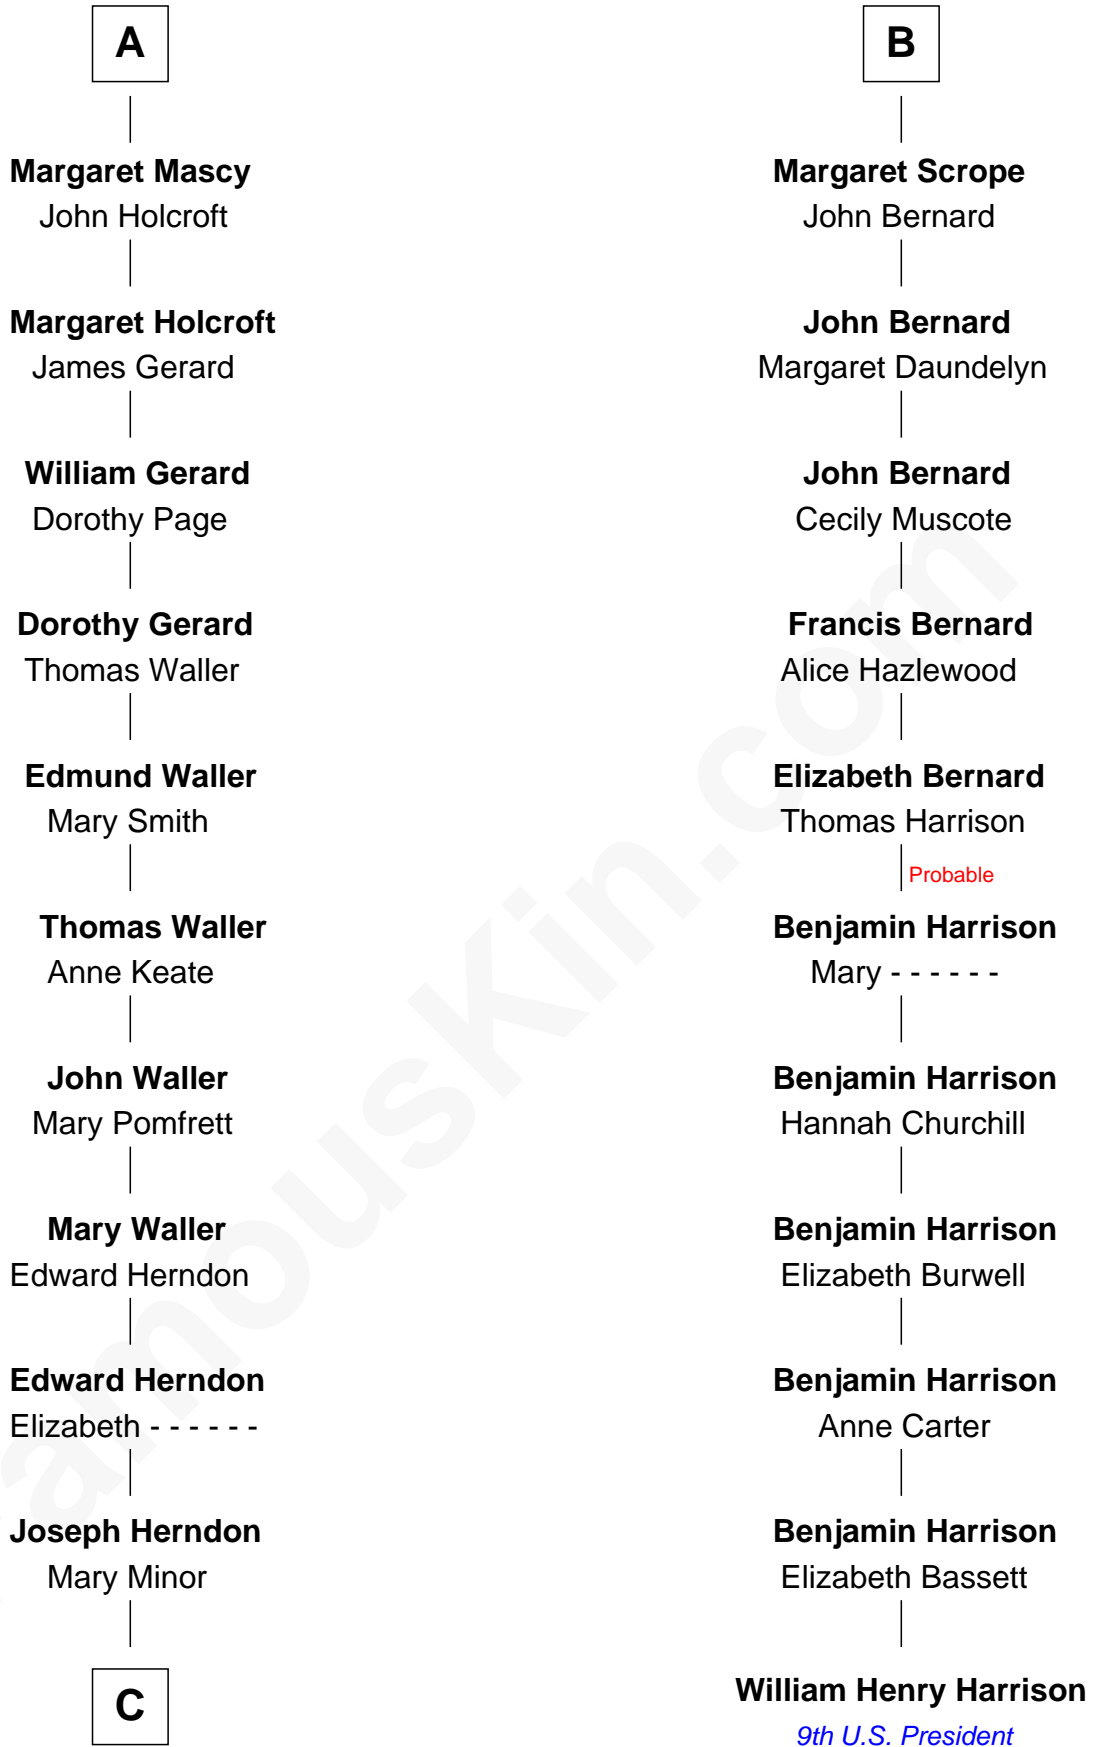 A
Margaret Mascy
John Holcroft
Margaret Holcroft
James Gerard
William Gerard
Dorothy Page
Dorothy Gerard
Thomas Waller
Edmund Waller
Mary Smith
Thomas Waller
Anne Keate
John Waller
Mary Pomfrett
Mary Waller
Edward Herndon
Edward Herndon
Elizabeth - - - - - -
Joseph Herndon
Mary Minor
C
B
Margaret Scrope
John Bernard
John Bernard
Margaret Daundelyn
John Bernard
Cecily Muscote
Francis Bernard
Alice Hazlewood
Elizabeth Bernard
Thomas Harrison
Probable
Benjamin Harrison
Mary - - - - - -
Benjamin Harrison
Hannah Churchill
Benjamin Harrison
Elizabeth Burwell
Benjamin Harrison
Anne Carter
Benjamin Harrison
Elizabeth Bassett
William Henry Harrison
9th U.S. President
amousKin.com